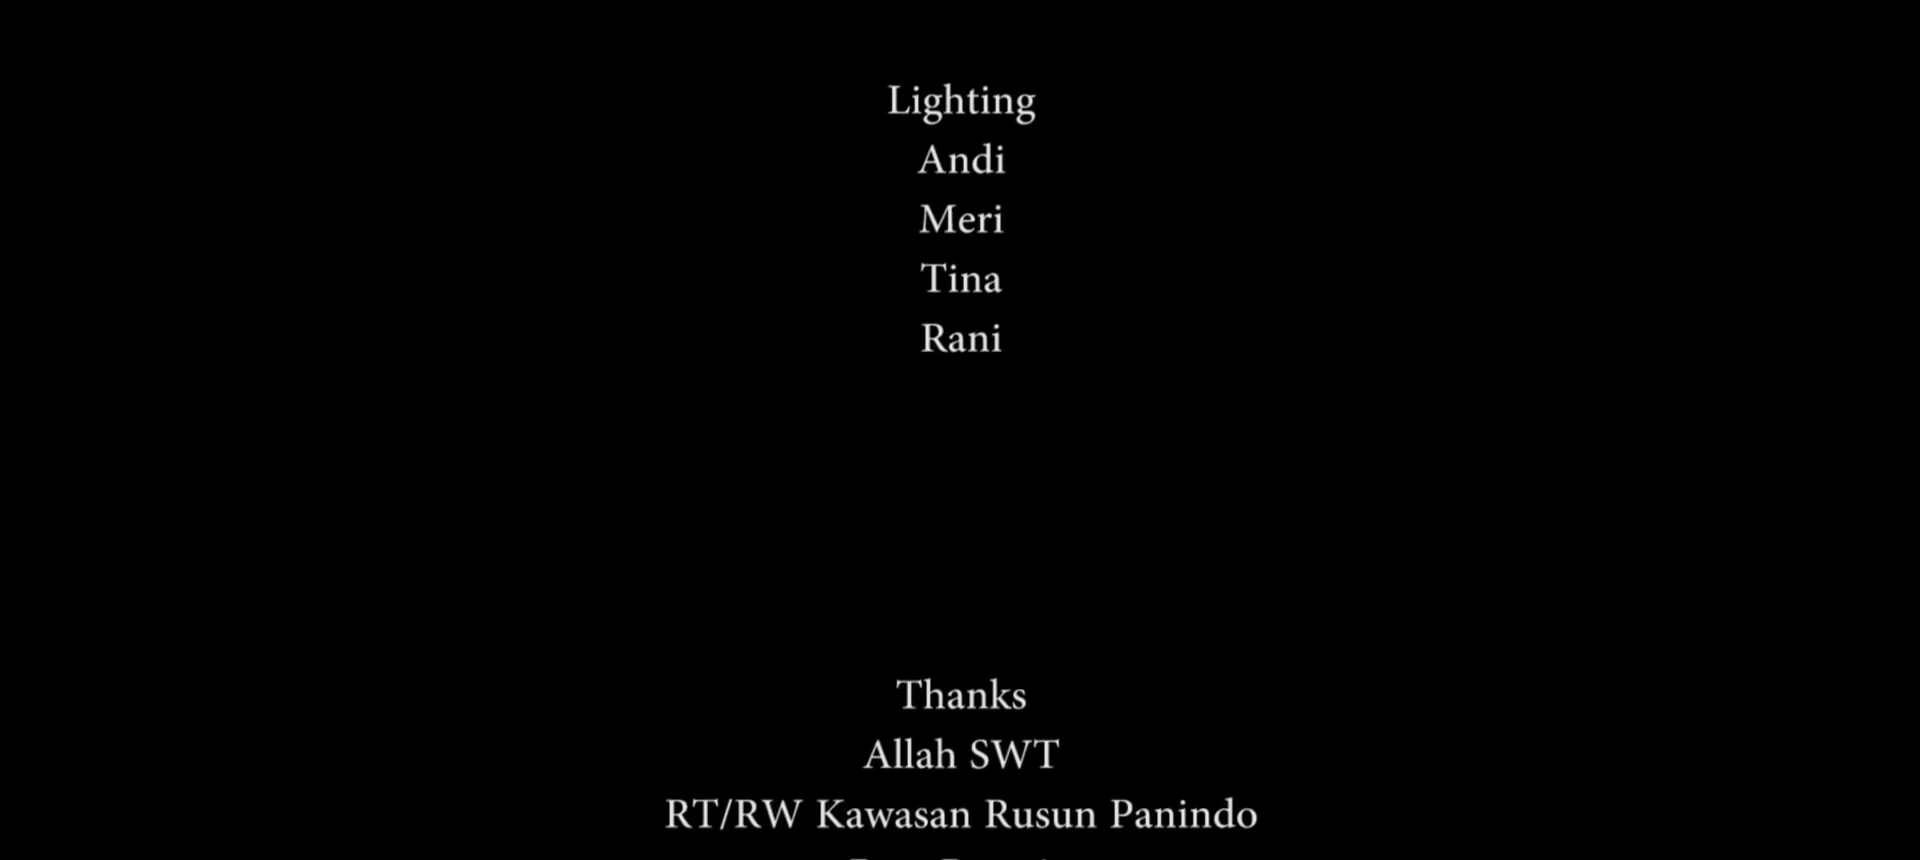 Lighting
Andi
Meri
Tina
Rani
Thanks
Allah SWT
RT/RW Kawasan Rusun Panindo